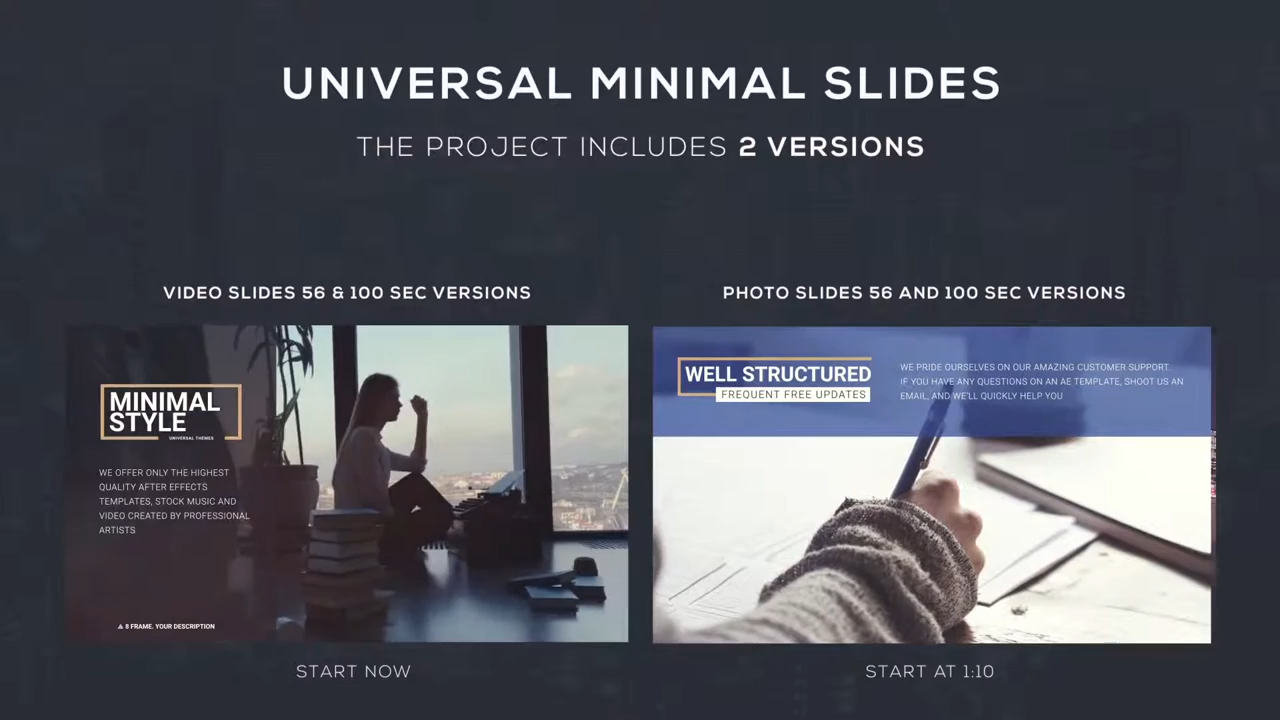 UNIVERSAL MINIMAL SLIDES
THE PROJECT INCLUDES 2 VERSIONS
VIDEO SLIDES 56 & 100 SEC VERSIONS
MINIMAL
STYLE
UNIVERSAL THEMES
WE OFFER ONLY THE HIGHEST
QUALITY AFTER EFFECTS
TEMPLATES, STOCK MUSIC AND
VIDEO CREATED BY PROFESSIONAL
ARTISTS
8 FRAME. YOUR DESCRIPTION
START NOW
PHOTO SLIDES 56 AND 100 SEC VERSIONS
WELL STRUCTURED
FREQUENT FREE UPDATES
WE PRIDE OURSELVES ON OUR AMAZING CUSTOMER SUPPORT.
IF YOU HAVE ANY QUESTIONS ON AN AE TEMPLATE, SHOOT US AN
EMAIL, AND WE'LL QUICKLY HELP YOU
START AT 1:10